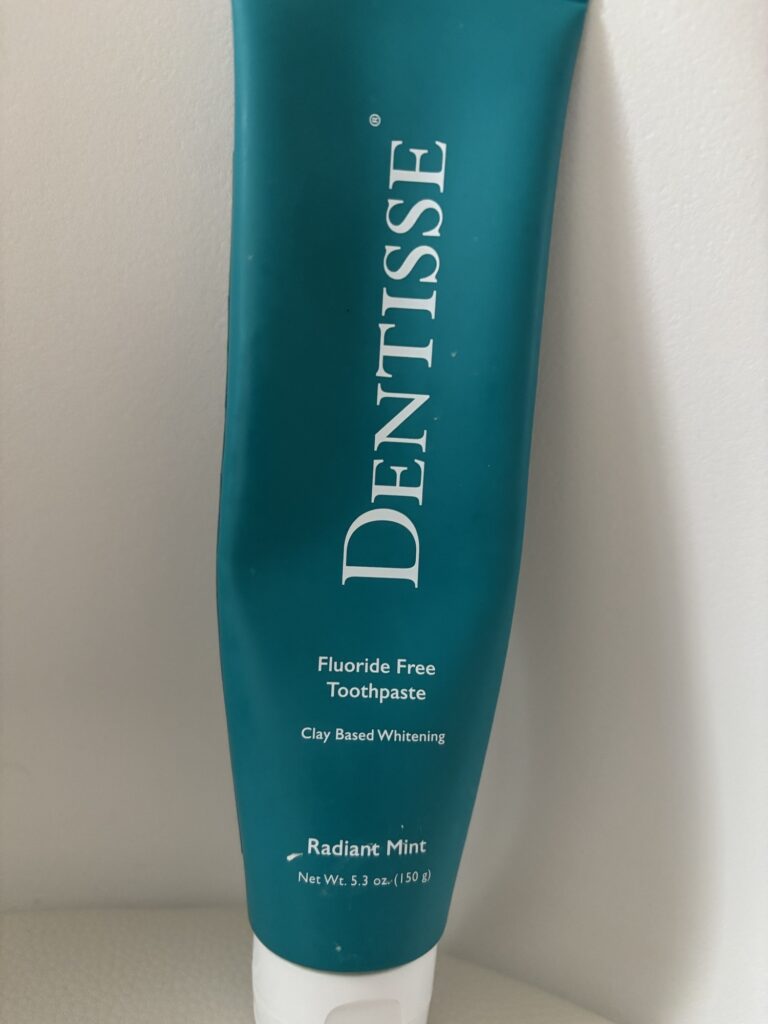 DENTISSE®
Fluoride Free
Toothpaste
Clay Based Whitening
Radiant Mint
Net Wt. 5.3 oz. (150 g)